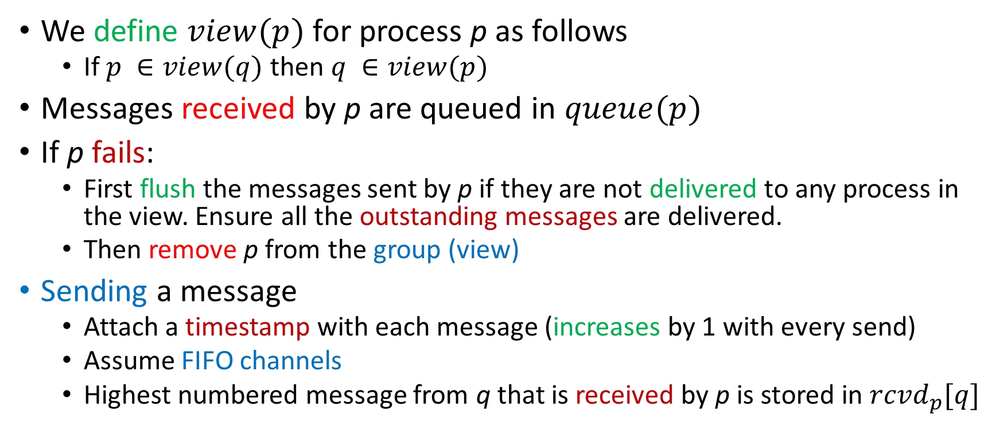 • We define view(p) for process p as follows
• If p ∈ view(q) then q ∈ view(p)
• Messages received by p are queued in queue(p)
• If p fails:
• First flush the messages sent by p if they are not delivered to any process in
the view. Ensure all the outstanding messages are delivered.
• Then remove p from the group (view)
• Sending a message
• Attach a timestamp with each message (increases by 1 with every send)
• Assume FIFO channels
• Highest numbered message from q that is received by p is stored in rcvd_p[q]